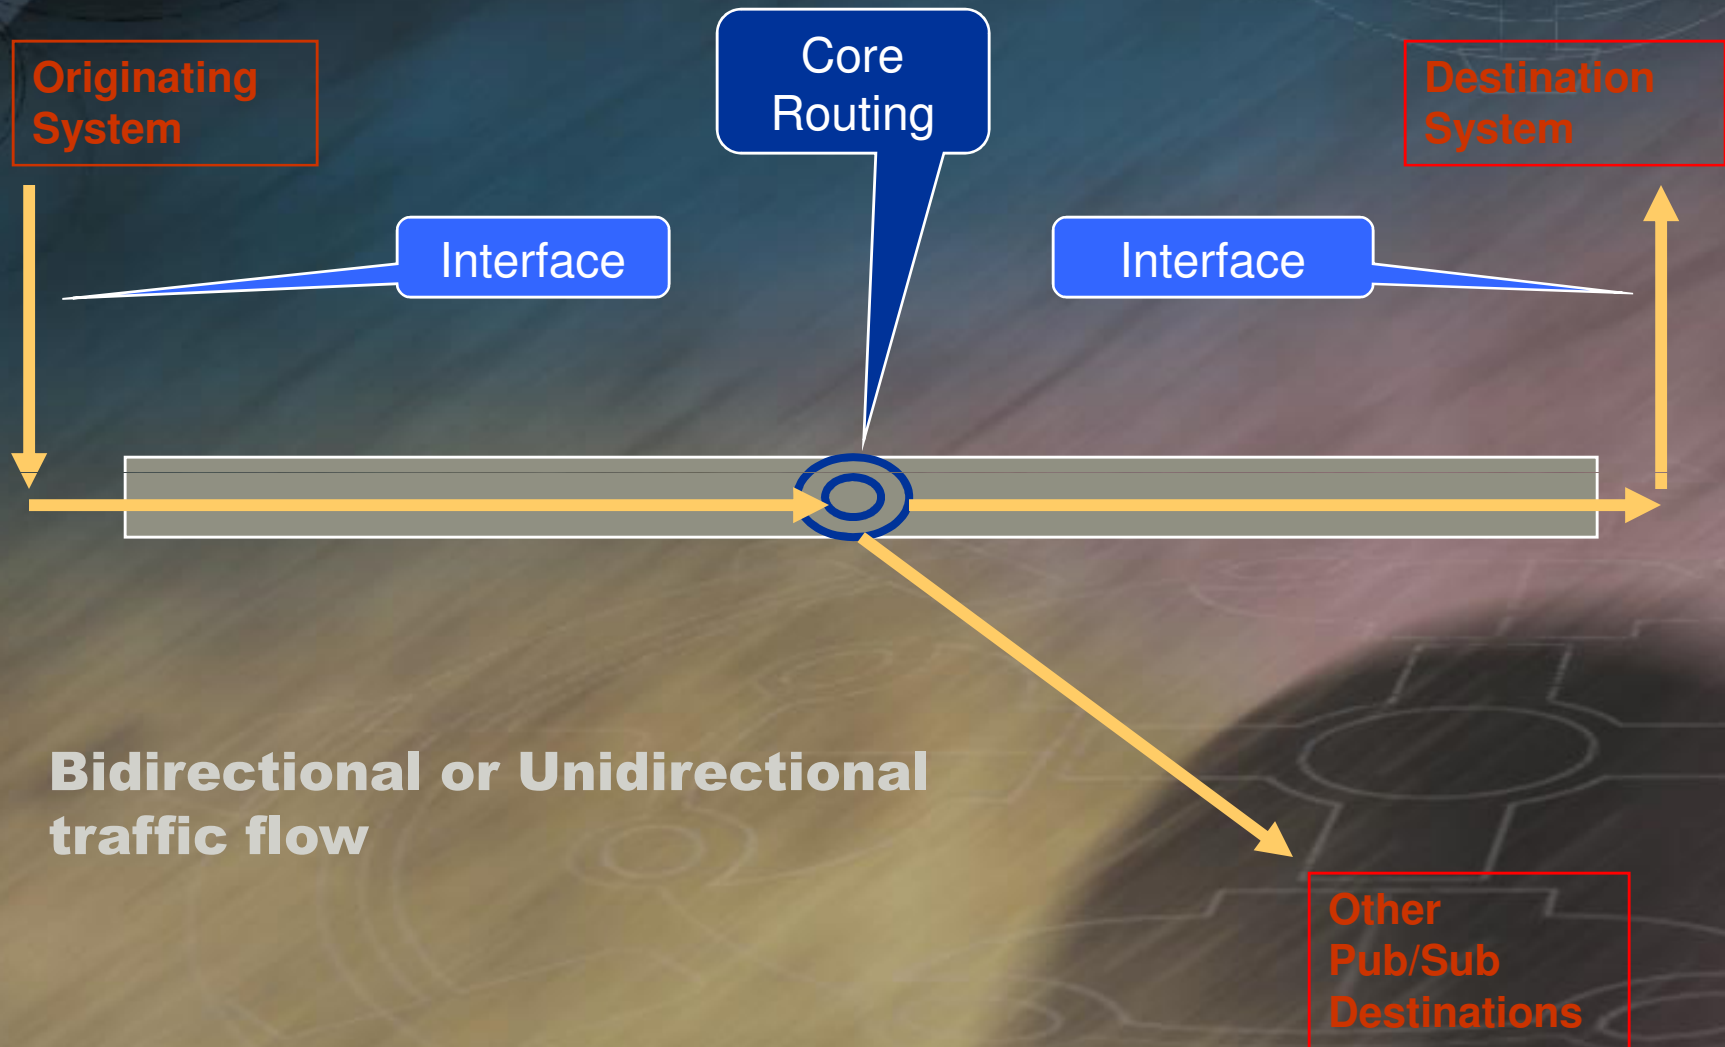 Originating
System
Core
Routing
Destination
System
Interface
Interface
Bidirectional or Unidirectional
traffic flow
Other
Pub/Sub
Destinations